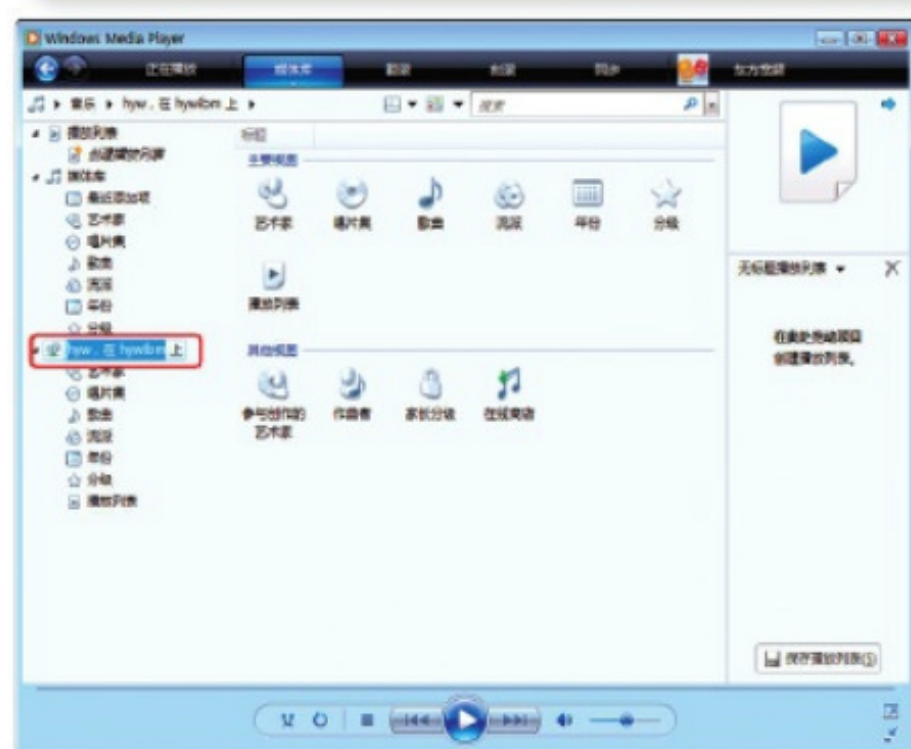 Windows Media Player
正在播放
媒体库
翻录
刻录
同步
东方宽频
音乐 ▸ hyw，在 hywibm 上 ▸
搜索
播放列表
创建播放列表
媒体库
最近添加项
艺术家
唱片集
歌曲
流派
年份
分级
hyw，在 hywibm 上
艺术家
唱片集
歌曲
流派
年份
分级
播放列表
标题
主要视图
艺术家 唱片集 歌曲 流派 年份 分级
播放列表
其他视图
参与创作的 作曲者 家长分级 在线商店
艺术家
无标题播放列表
在此处拖动项目
创建播放列表。
保存播放列表(S)